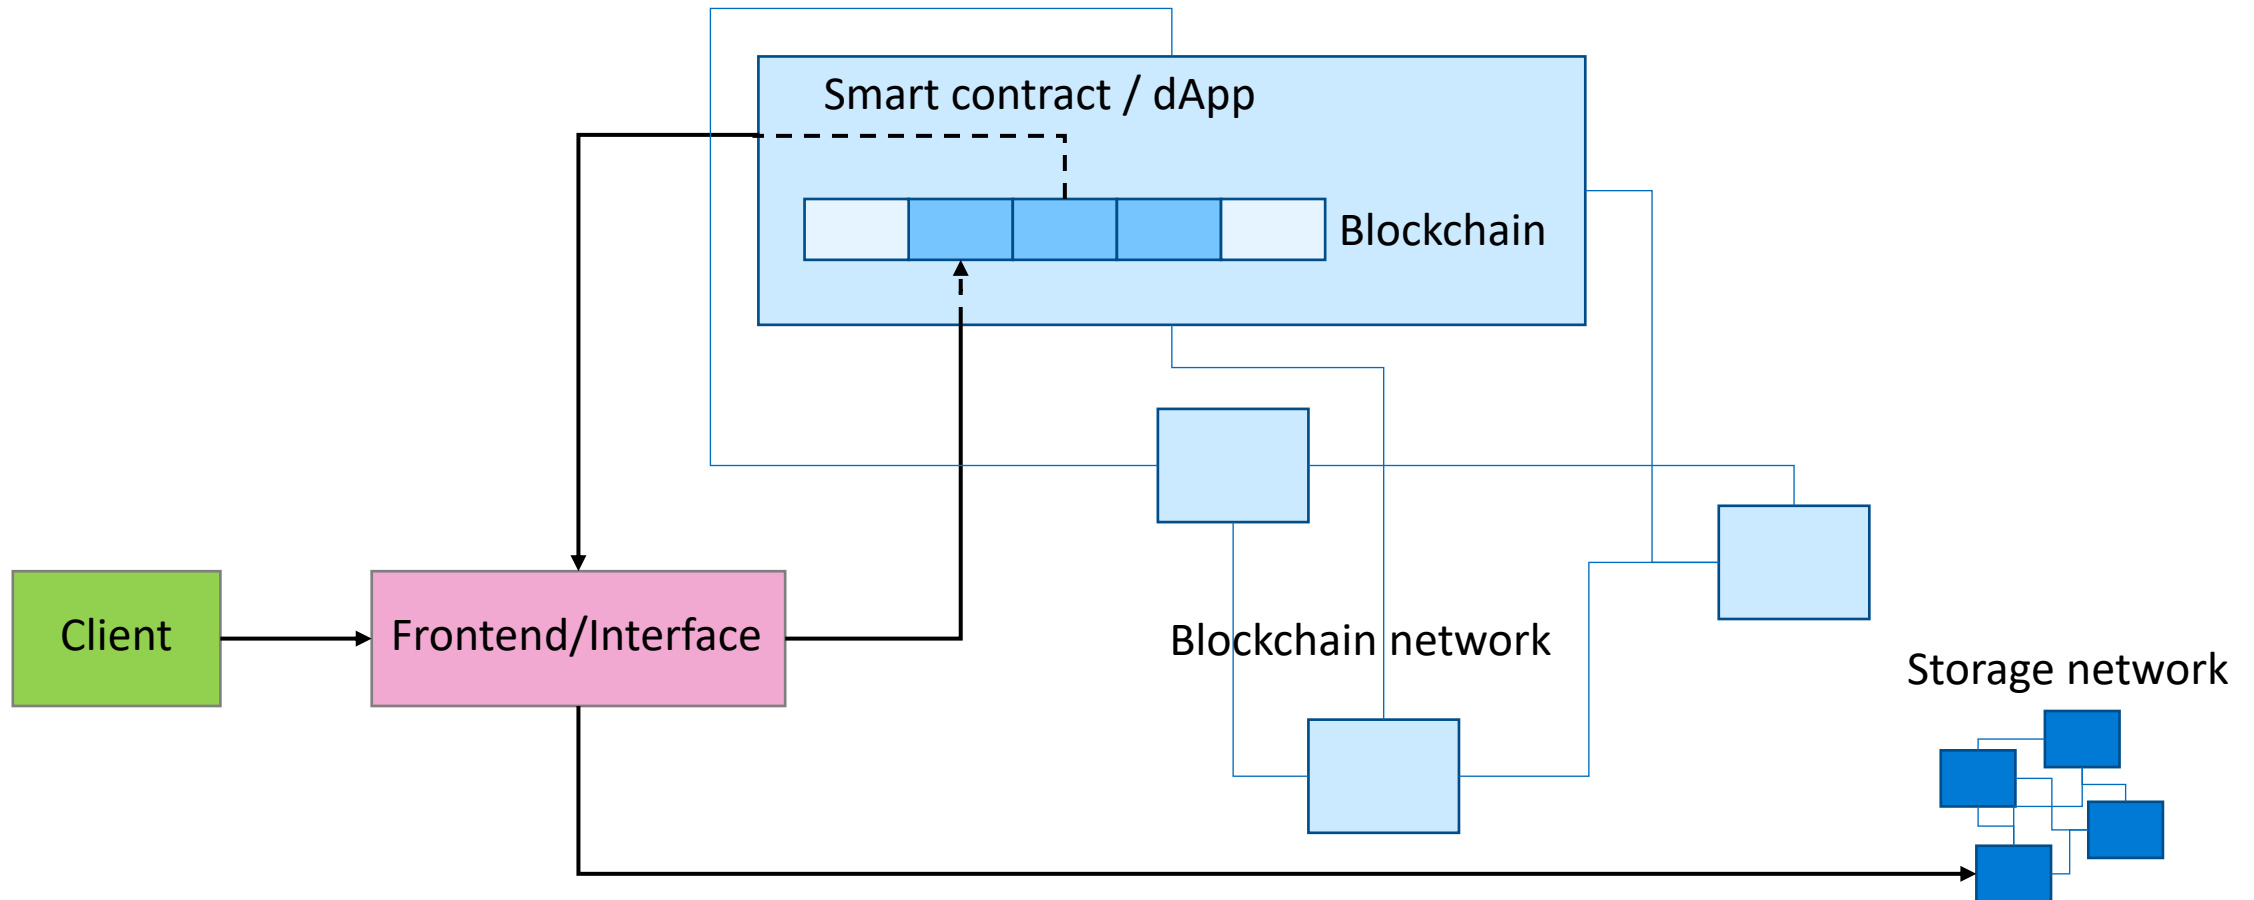 Smart contract / dApp
Blockchain
Client
Frontend/Interface
Blockchain network
Storage network